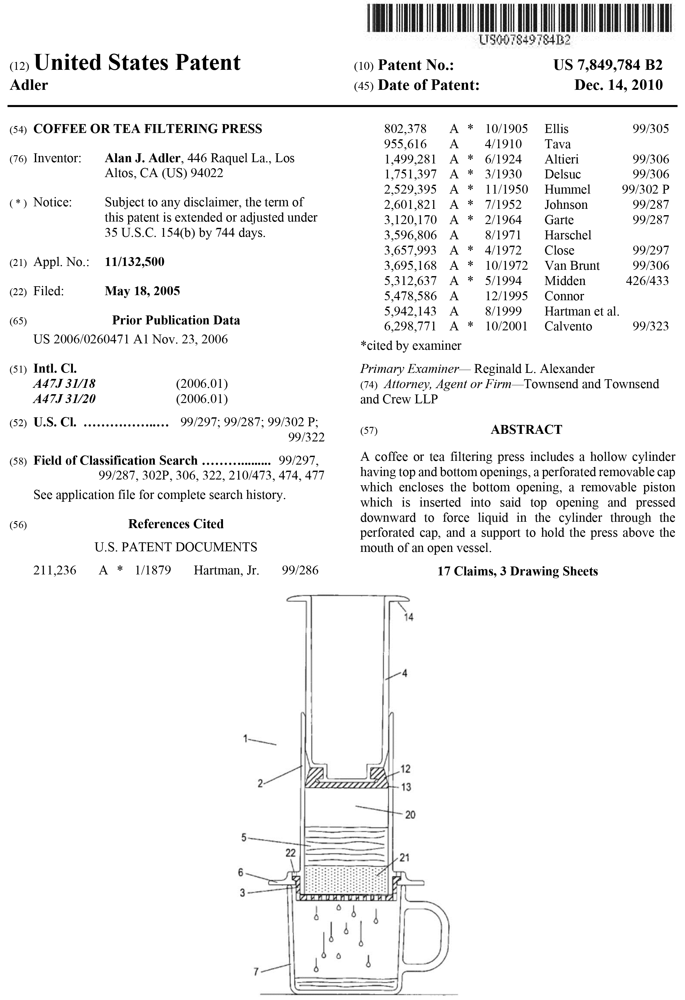 US007849784B2
(12) United States Patent
Adler
(10) Patent No.: US 7,849,784 B2
(45) Date of Patent: Dec. 14, 2010
(54) COFFEE OR TEA FILTERING PRESS
(76) Inventor: Alan J. Adler, 446 Raquel La., Los
Altos, CA (US) 94022
( * ) Notice: Subject to any disclaimer, the term of
this patent is extended or adjusted under
35 U.S.C. 154(b) by 744 days.
(21) Appl. No.: 11/132,500
(22) Filed: May 18, 2005
(65) Prior Publication Data
US 2006/0260471 A1 Nov. 23, 2006
(51) Intl. Cl.
A47J 31/18 (2006.01)
A47J 31/20 (2006.01)
(52) U.S. Cl. .................... 99/297; 99/287; 99/302 P;
99/322
(58) Field of Classification Search .................. 99/297,
99/287, 302P, 306, 322, 210/473, 474, 477
See application file for complete search history.
(56) References Cited
U.S. PATENT DOCUMENTS
211,236 A * 1/1879 Hartman, Jr. 99/286
802,378 A * 10/1905 Ellis 99/305
955,616 A 4/1910 Tava
1,499,281 A * 6/1924 Altieri 99/306
1,751,397 A * 3/1930 Delsuc 99/306
2,529,395 A * 11/1950 Hummel 99/302 P
2,601,821 A * 7/1952 Johnson 99/287
3,120,170 A * 2/1964 Garte 99/287
3,596,806 A 8/1971 Harschel
3,657,993 A * 4/1972 Close 99/297
3,695,168 A * 10/1972 Van Brunt 99/306
5,312,637 A * 5/1994 Midden 426/433
5,478,586 A 12/1995 Connor
5,942,143 A 8/1999 Hartman et al.
6,298,771 A * 10/2001 Calvento 99/323
*cited by examiner
Primary Examiner— Reginald L. Alexander
(74) Attorney, Agent or Firm—Townsend and Townsend
and Crew LLP
(57) ABSTRACT
A coffee or tea filtering press includes a hollow cylinder
having top and bottom openings, a perforated removable cap
which encloses the bottom opening, a removable piston
which is inserted into said top opening and pressed
downward to force liquid in the cylinder through the
perforated cap, and a support to hold the press above the
mouth of an open vessel.
17 Claims, 3 Drawing Sheets
14
4
1
2
12
13
20
5
22
21
6
3
7